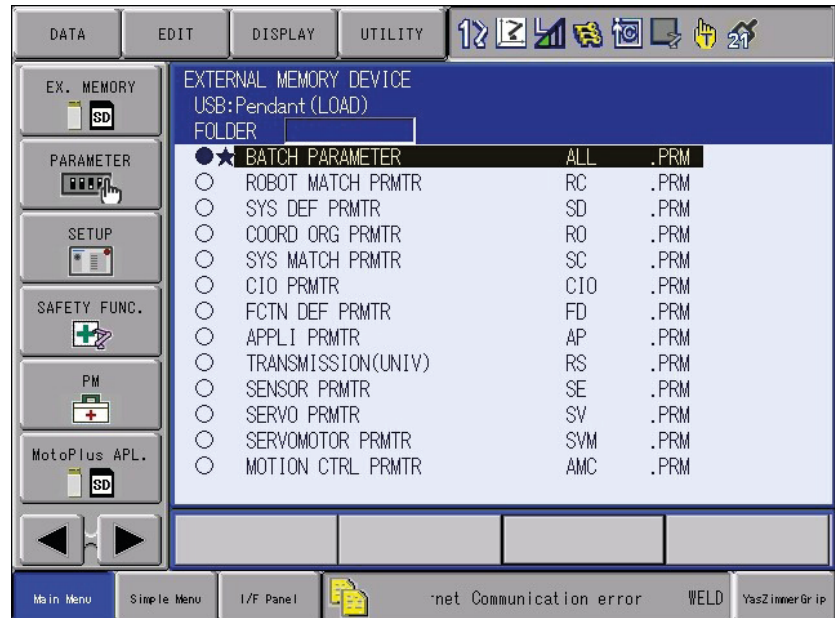 DATA EDIT DISPLAY UTILITY 12 21
EX. MEMORY
SD
PARAMETER
SETUP
SAFETY FUNC.
PM
MotoPlus APL.
SD
EXTERNAL MEMORY DEVICE
USB:Pendant(LOAD)
FOLDER
BATCH PARAMETER ALL .PRM
ROBOT MATCH PRMTR RC .PRM
SYS DEF PRMTR SD .PRM
COORD ORG PRMTR RO .PRM
SYS MATCH PRMTR SC .PRM
CIO PRMTR CIO .PRM
FCTN DEF PRMTR FD .PRM
APPLI PRMTR AP .PRM
TRANSMISSION(UNIV) RS .PRM
SENSOR PRMTR SE .PRM
SERVO PRMTR SV .PRM
SERVOMOTOR PRMTR SVM .PRM
MOTION CTRL PRMTR AMC .PRM
Main Menu Simple Menu I/F Panel net Communication error WELD YasZimmerGrip